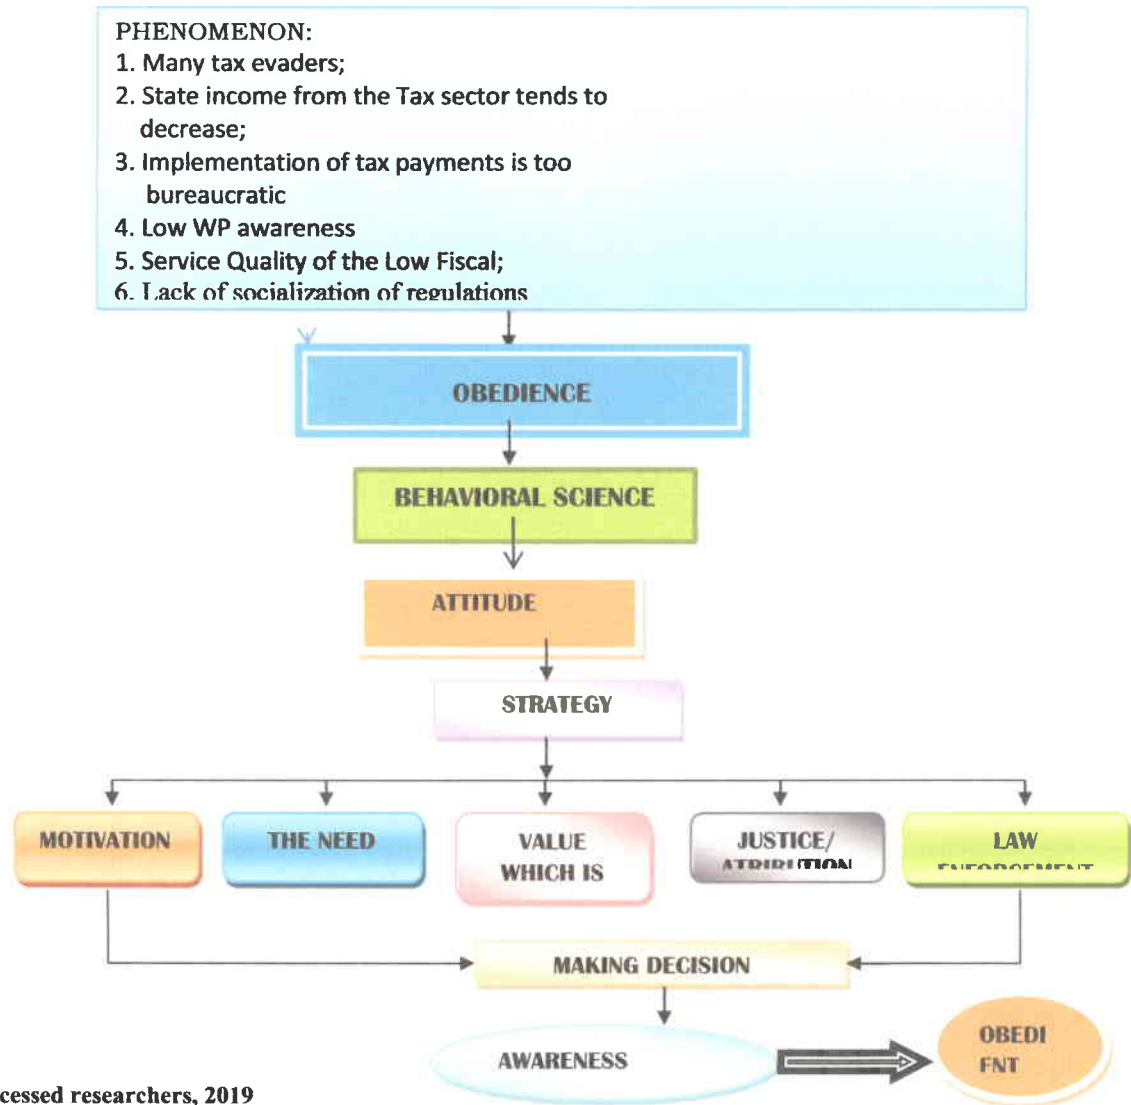 PHENOMENON:
1. Many tax evaders;
2. State income from the Tax sector tends to
decrease;
3. Implementation of tax payments is too
bureaucratic
4. Low WP awareness
5. Service Quality of the Low Fiscal;
6. Lack of socialization of regulations
OBEDIENCE
BEHAVIORAL SCIENCE
ATTITUDE
STRATEGY
MOTIVATION
THE NEED
VALUE
WHICH IS
JUSTICE/
ATRIBUTION
LAW
ENFORCEMENT
MAKING DECISION
AWARENESS
OBEDI
ENT
cessed researchers, 2019